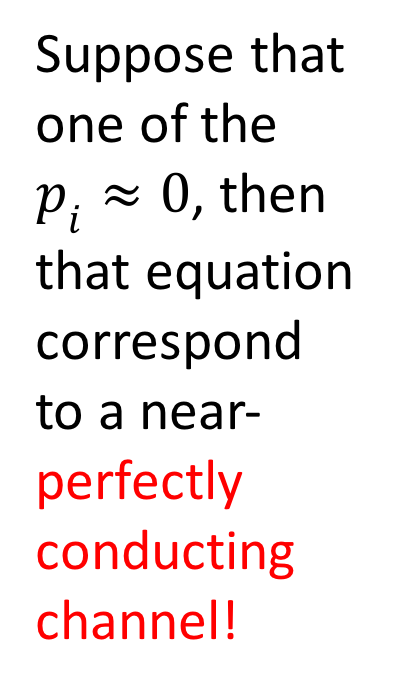 Suppose that
one of the
𝑝ᵢ ≈ 0, then
that equation
correspond
to a near-
perfectly
conducting
channel!